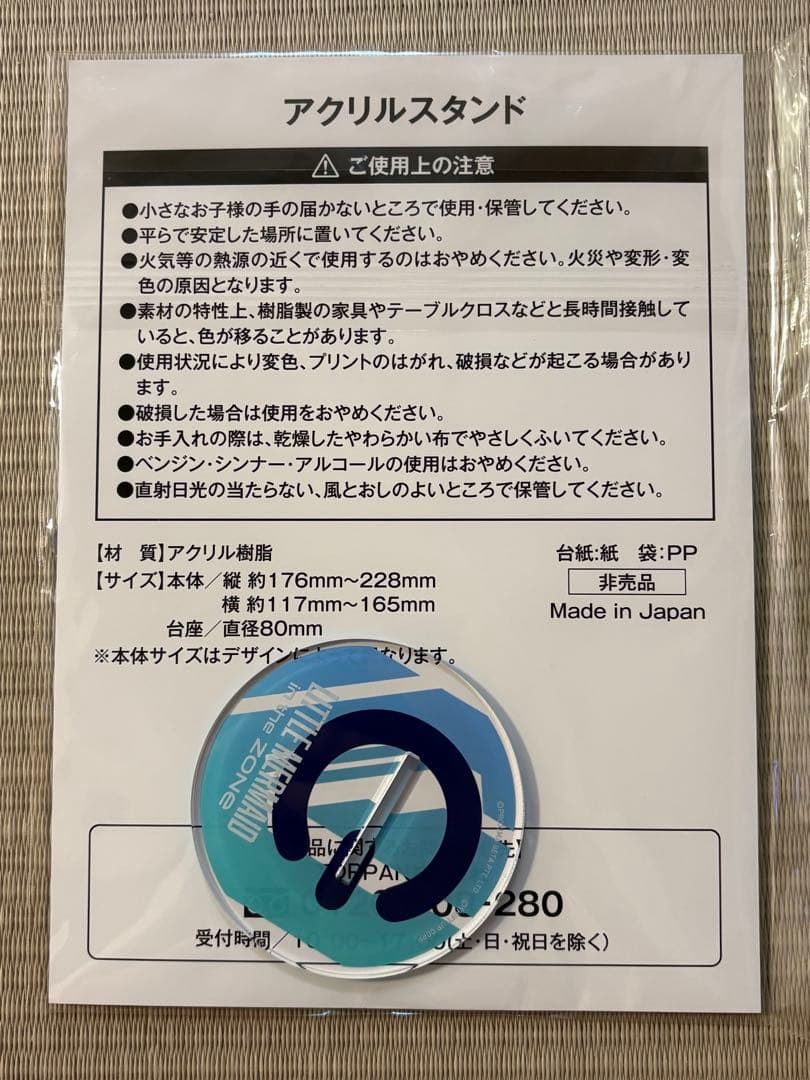 アクリルスタンド
⚠ ご使用上の注意
●小さなお子様の手の届かないところで使用・保管してください。
●平らで安定した場所に置いてください。
●火気等の熱源の近くで使用するのはおやめください。火災や変形・変
色の原因となります。
●素材の特性上、樹脂製の家具やテーブルクロスなどと長時間接触して
いると、色が移ることがあります。
●使用状況により変色、プリントのはがれ、破損などが起こる場合があり
ます。
●破損した場合は使用をおやめください。
●お手入れの際は、乾燥したやわらかい布でやさしくふいてください。
●ベンジン・シンナー・アルコールの使用はおやめください。
●直射日光の当たらない、風とおしのよいところで保管してください。
【材　質】アクリル樹脂
【サイズ】本体／縦 約176mm～228mm
横 約117mm～165mm
台座／直径80mm
※本体サイズはデザインに なります。
台紙:紙　袋:PP
非売品
Made in Japan
LITTLE MERMAID
in the ZONe
品に関する
-280
受付時間／ (土・日・祝日を除く)